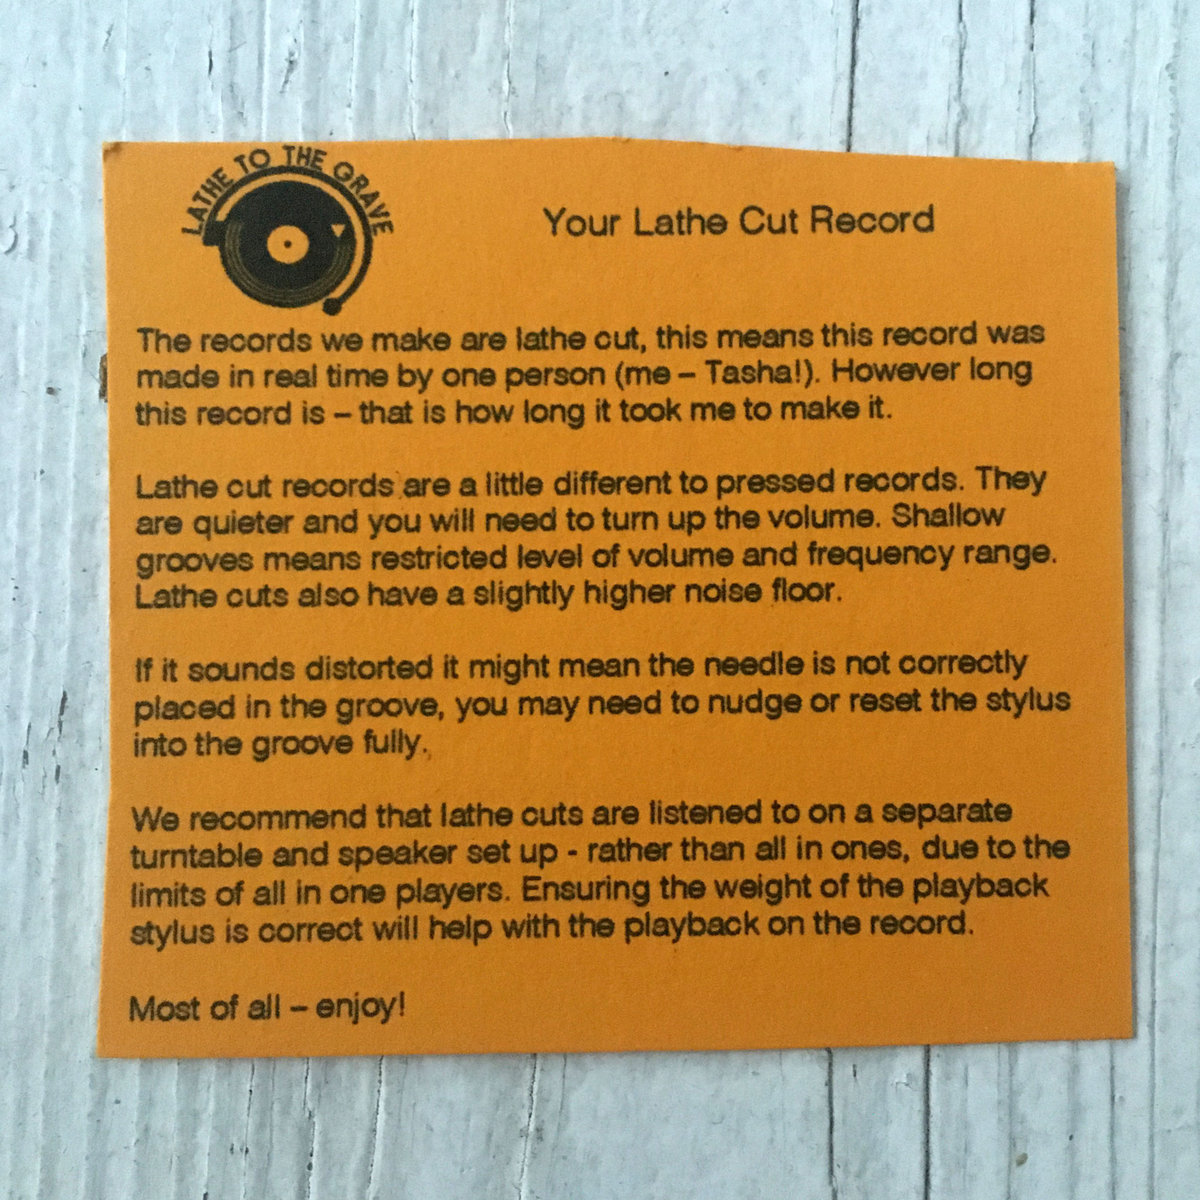 LATHE TO THE GRAVE
Your Lathe Cut Record
The records we make are lathe cut, this means this record was
made in real time by one person (me – Tasha!). However long
this record is – that is how long it took me to make it.
Lathe cut records are a little different to pressed records. They
are quieter and you will need to turn up the volume. Shallow
grooves means restricted level of volume and frequency range.
Lathe cuts also have a slightly higher noise floor.
If it sounds distorted it might mean the needle is not correctly
placed in the groove, you may need to nudge or reset the stylus
into the groove fully.
We recommend that lathe cuts are listened to on a separate
turntable and speaker set up - rather than all in ones, due to the
limits of all in one players. Ensuring the weight of the playback
stylus is correct will help with the playback on the record.
Most of all – enjoy!